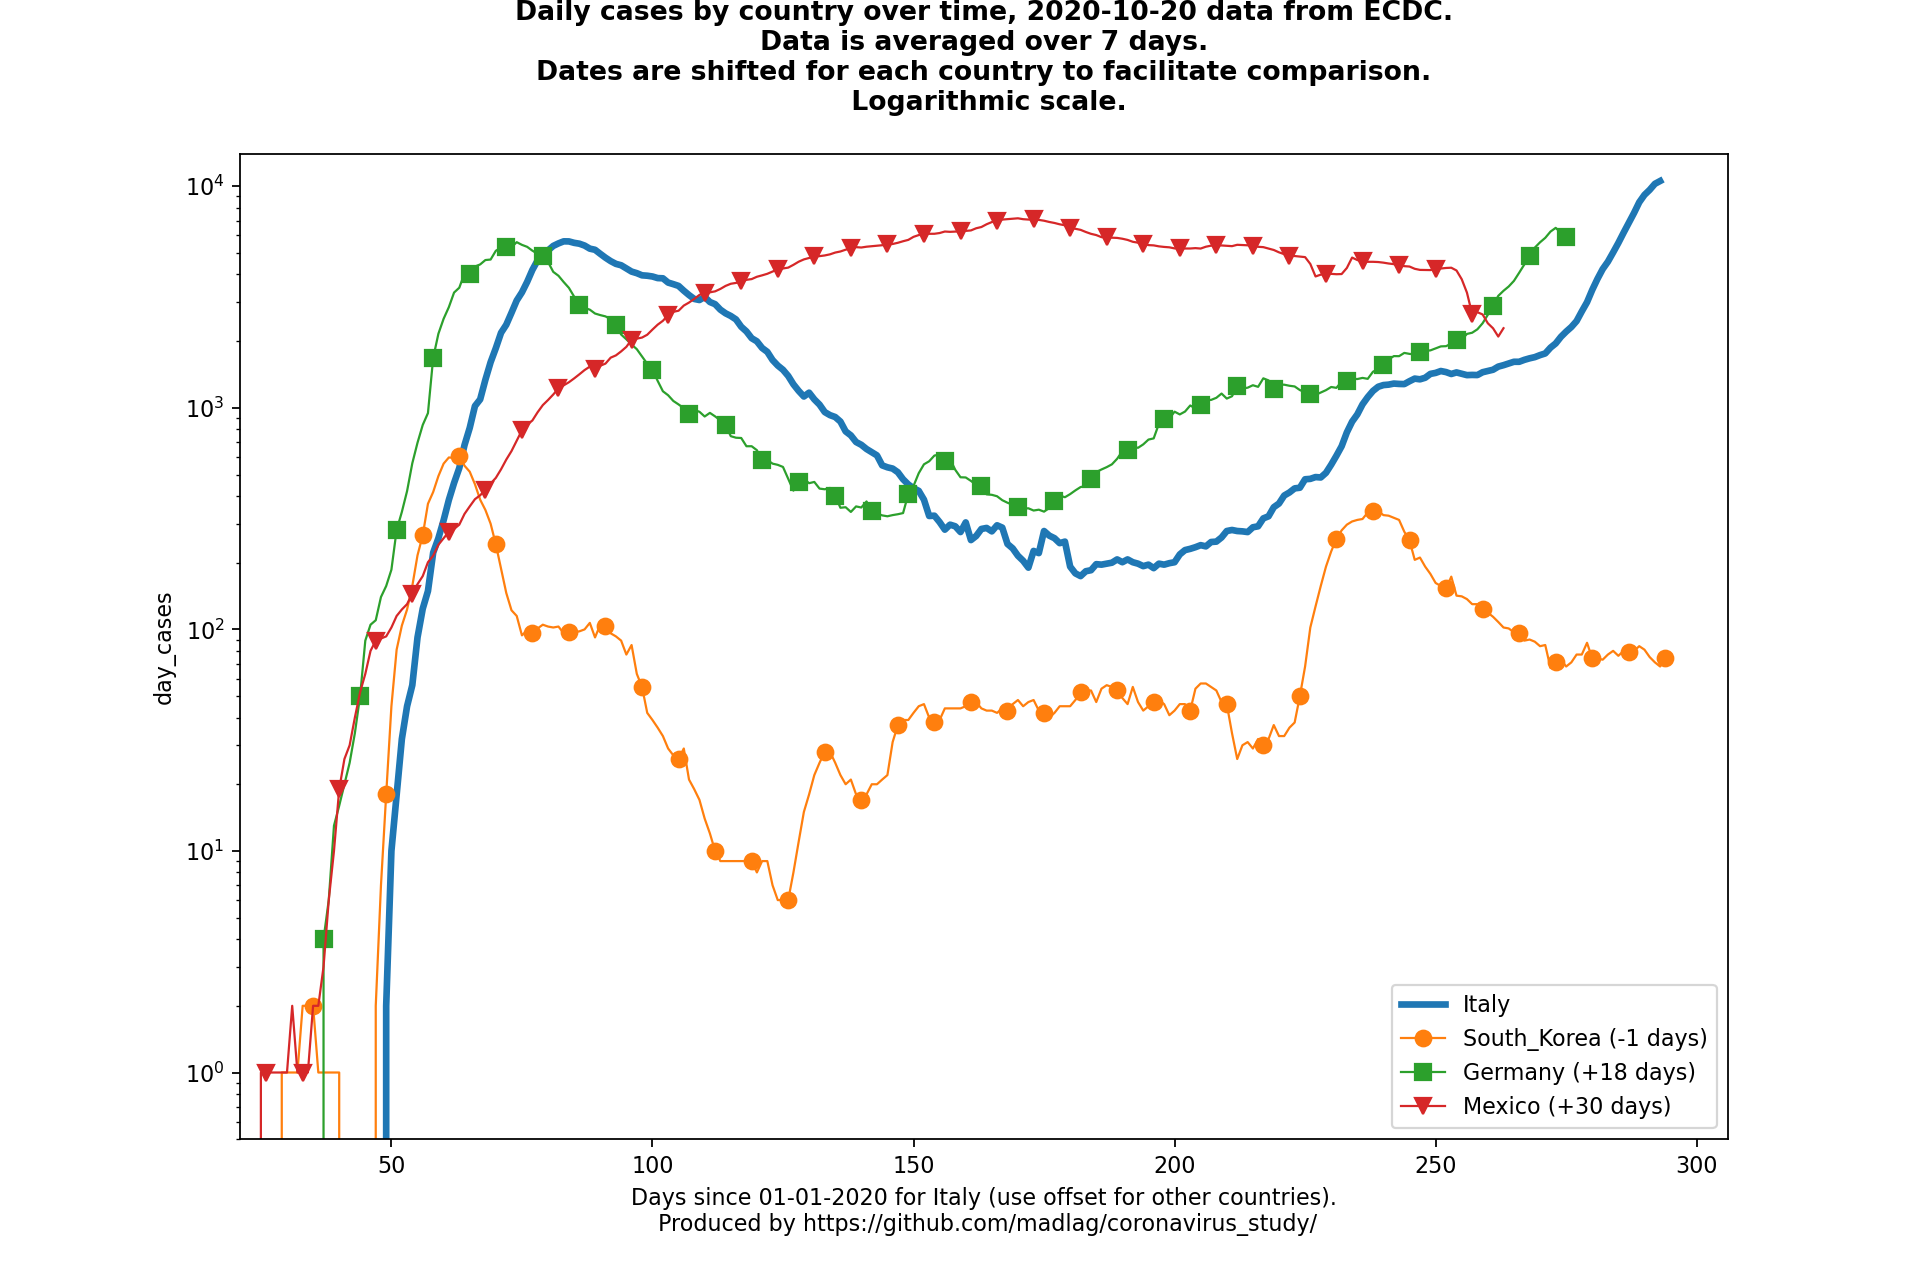 Daily cases by country over time, 2020-10-20 data from ECDC.
Data is averaged over 7 days.
Dates are shifted for each country to facilitate comparison.
Logarithmic scale.
10^4
10^3
10^2
10^1
10^0
day_cases
Italy
South_Korea (-1 days)
Germany (+18 days)
Mexico (+30 days)
50 100 150 200 250 300
Days since 01-01-2020 for Italy (use offset for other countries).
Produced by https://github.com/madlag/coronavirus_study/